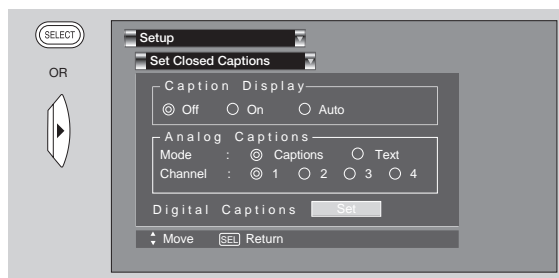 SELECT
OR
Setup
Set Closed Captions
Caption Display
Off On Auto
Analog Captions
Mode : Captions Text
Channel : 1 2 3 4
Digital Captions Set
Move SEL Return